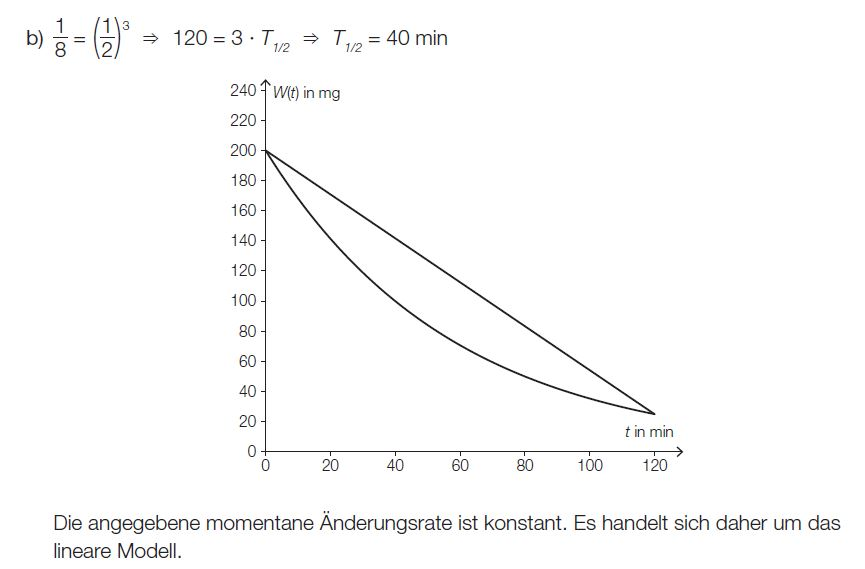 b) 1/8 = (1/2)³ ⇒ 120 = 3 · T₁/₂ ⇒ T₁/₂ = 40 min
240 W(t) in mg
220
200
180
160
140
120
100
80
60
40
20
t in min
0
0 20 40 60 80 100 120
Die angegebene momentane Änderungsrate ist konstant. Es handelt sich daher um das
lineare Modell.